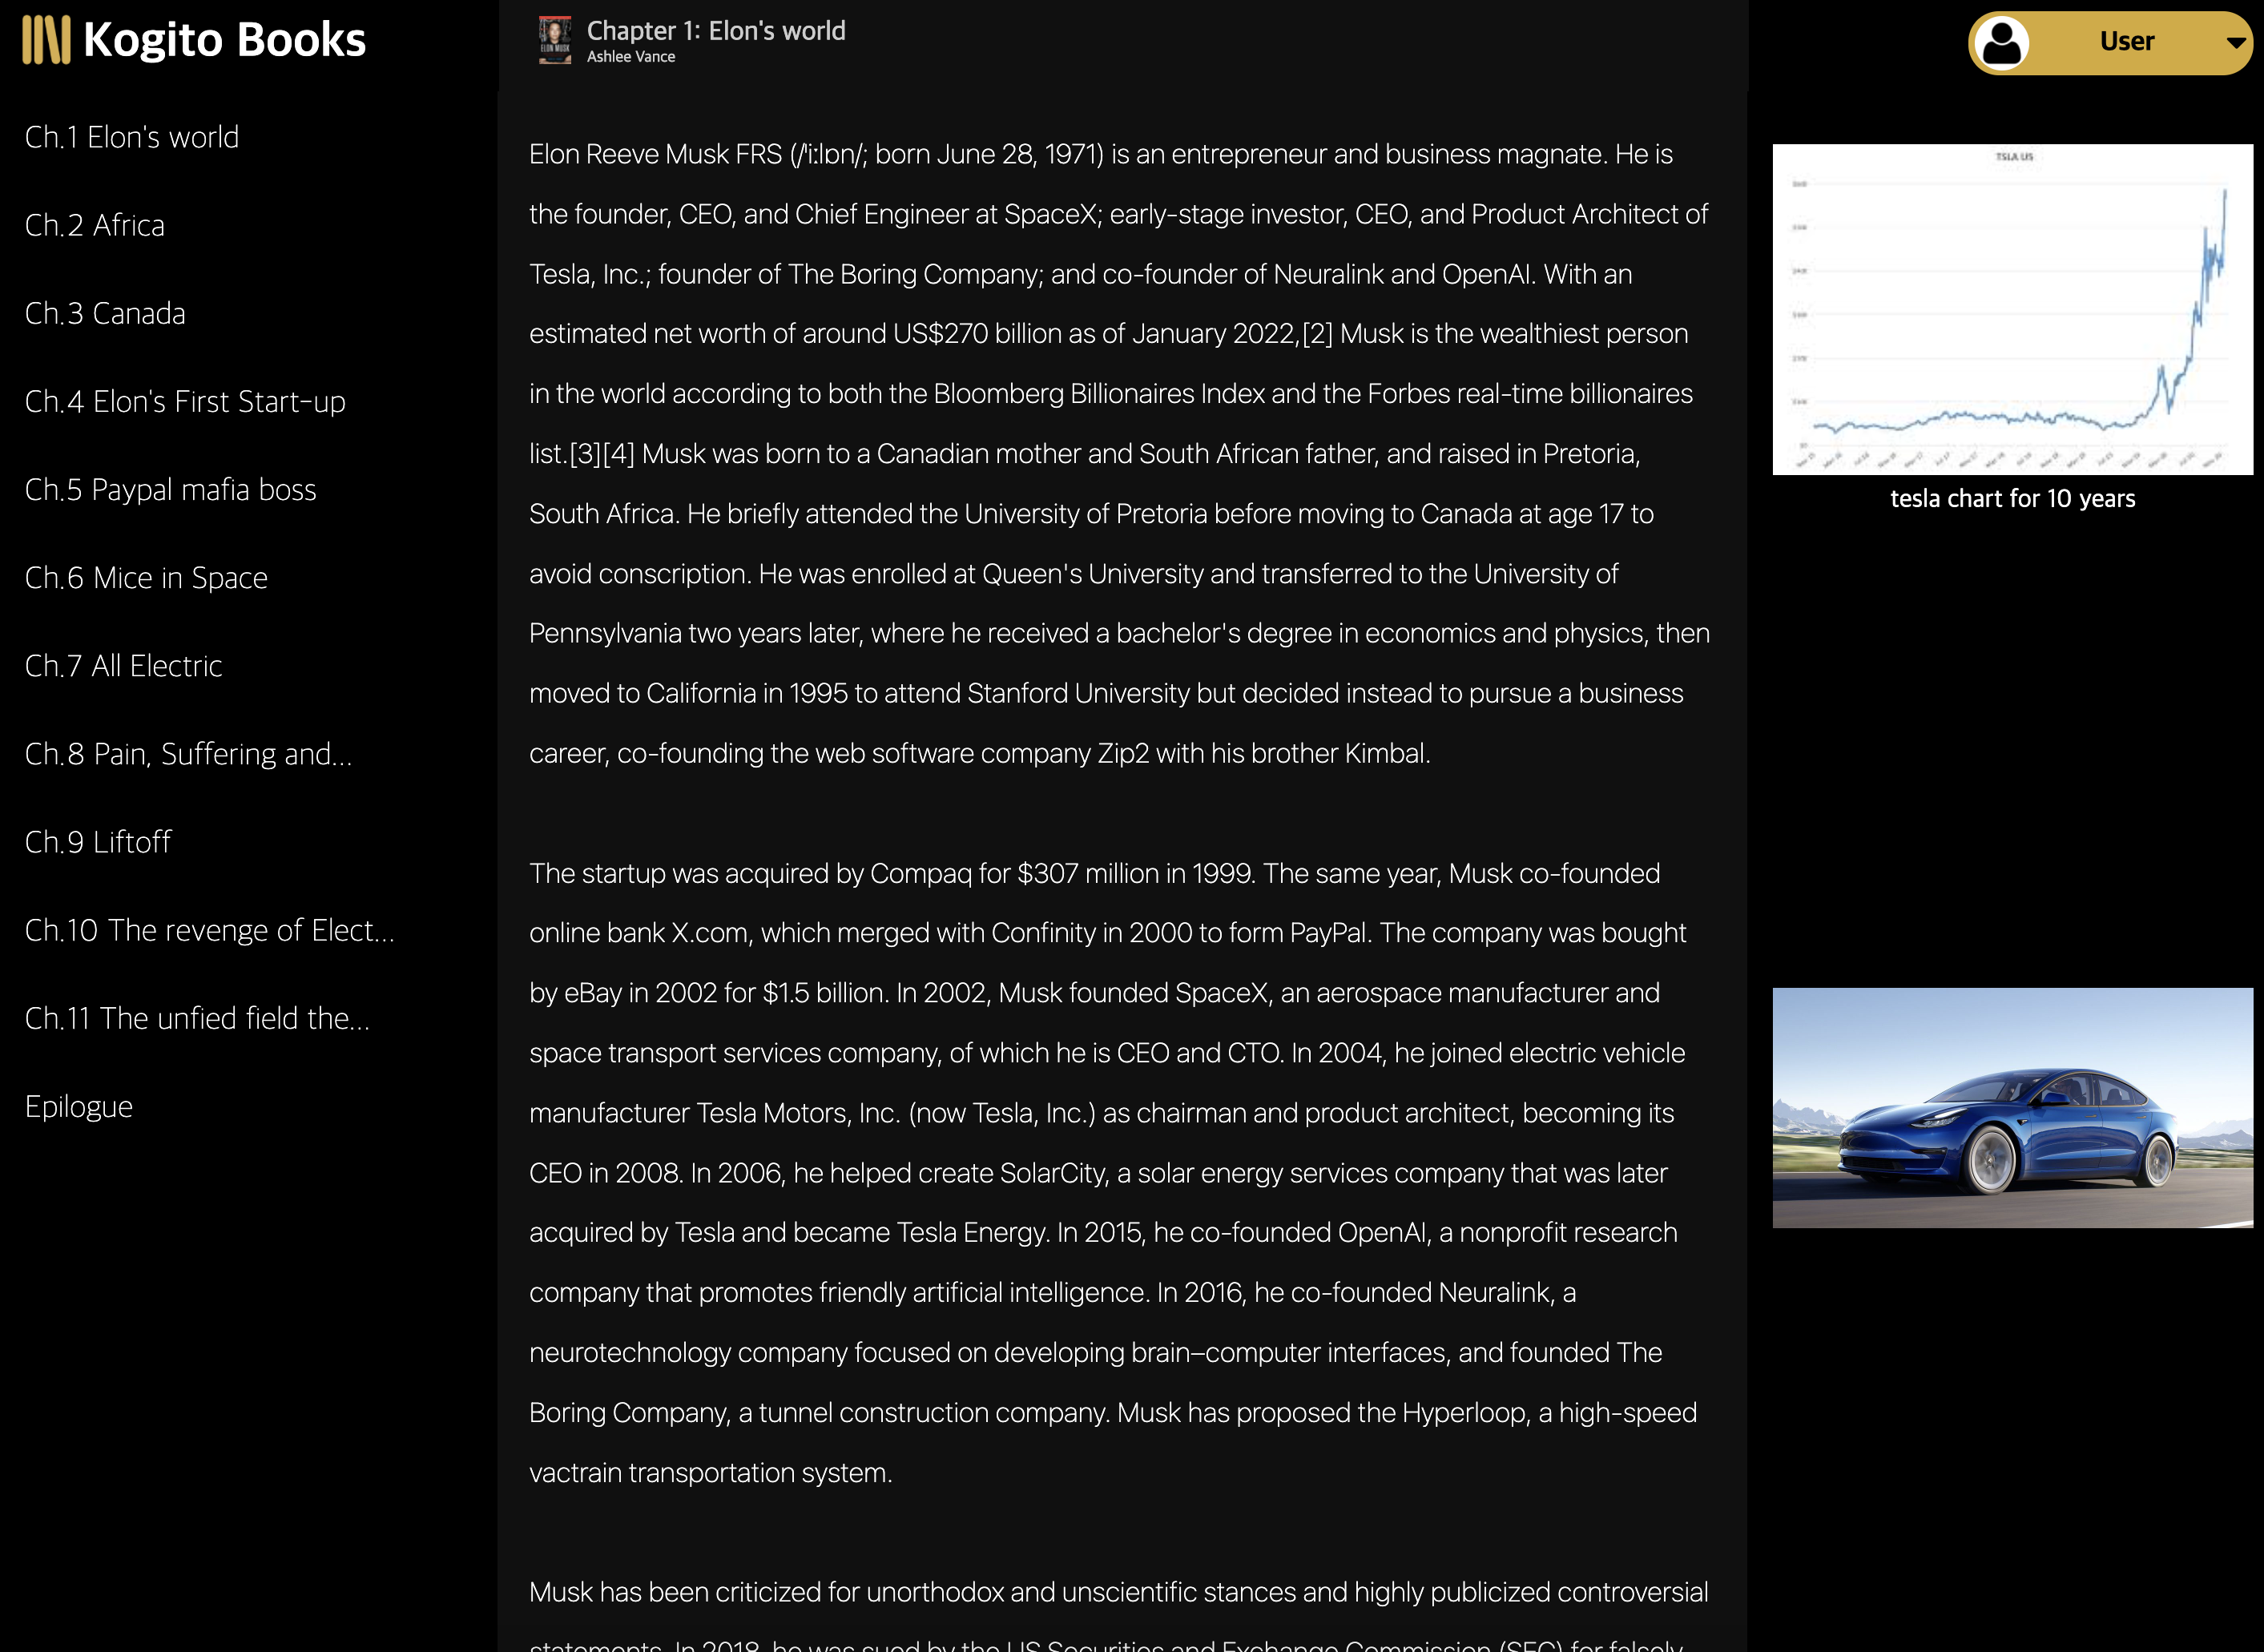 Kogito Books
Ch.1 Elon's world
Ch.2 Africa
Ch.3 Canada
Ch.4 Elon's First Start-up
Ch.5 Paypal mafia boss
Ch.6 Mice in Space
Ch.7 All Electric
Ch.8 Pain, Suffering and...
Ch.9 Liftoff
Ch.10 The revenge of Elect...
Ch.11 The unfied field the...
Epilogue
ELON MUSK
Chapter 1: Elon's world
Ashlee Vance
Elon Reeve Musk FRS (/ˈiːlɒn/; born June 28, 1971) is an entrepreneur and business magnate. He is
the founder, CEO, and Chief Engineer at SpaceX; early-stage investor, CEO, and Product Architect of
Tesla, Inc.; founder of The Boring Company; and co-founder of Neuralink and OpenAI. With an
estimated net worth of around US$270 billion as of January 2022,[2] Musk is the wealthiest person
in the world according to both the Bloomberg Billionaires Index and the Forbes real-time billionaires
list.[3][4] Musk was born to a Canadian mother and South African father, and raised in Pretoria,
South Africa. He briefly attended the University of Pretoria before moving to Canada at age 17 to
avoid conscription. He was enrolled at Queen's University and transferred to the University of
Pennsylvania two years later, where he received a bachelor's degree in economics and physics, then
moved to California in 1995 to attend Stanford University but decided instead to pursue a business
career, co-founding the web software company Zip2 with his brother Kimbal.
The startup was acquired by Compaq for $307 million in 1999. The same year, Musk co-founded
online bank X.com, which merged with Confinity in 2000 to form PayPal. The company was bought
by eBay in 2002 for $1.5 billion. In 2002, Musk founded SpaceX, an aerospace manufacturer and
space transport services company, of which he is CEO and CTO. In 2004, he joined electric vehicle
manufacturer Tesla Motors, Inc. (now Tesla, Inc.) as chairman and product architect, becoming its
CEO in 2008. In 2006, he helped create SolarCity, a solar energy services company that was later
acquired by Tesla and became Tesla Energy. In 2015, he co-founded OpenAI, a nonprofit research
company that promotes friendly artificial intelligence. In 2016, he co-founded Neuralink, a
neurotechnology company focused on developing brain–computer interfaces, and founded The
Boring Company, a tunnel construction company. Musk has proposed the Hyperloop, a high-speed
vactrain transportation system.
Musk has been criticized for unorthodox and unscientific stances and highly publicized controversial
statements. In 2018, he was sued by the US Securities and Exchange Commission (SEC) for falsely
User
TSLA US
tesla chart for 10 years